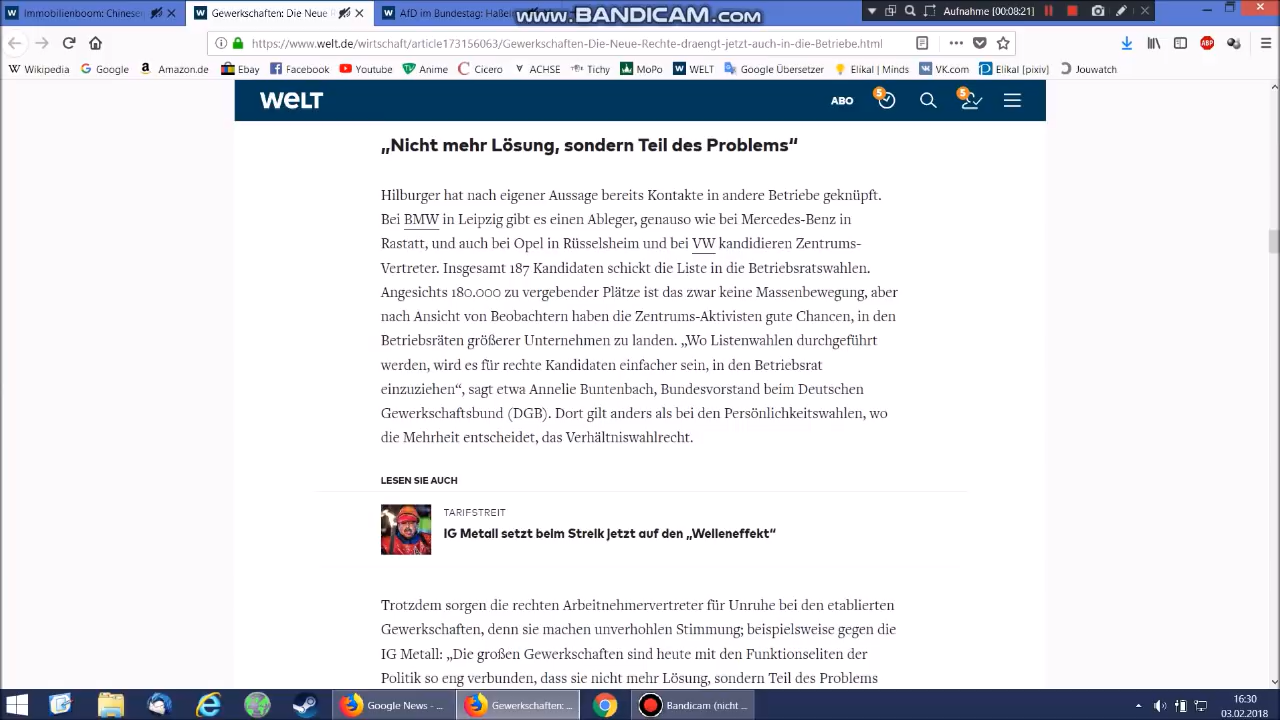 Immobilienboom: Chinesen
Gewerkschaften: Die Neue R
AfD im Bundestag: Haßeln
www.BANDICAM.com
Aufnahme [00:08:21]
https://www.welt.de/wirtschaft/article173156063/Gewerkschaften-Die-Neue-Rechte-draengt-jetzt-auch-in-die-Betriebe.html
Wikipedia Google Amazon.de Ebay Facebook Youtube Anime Cicero ACHSE Tichy MoPo WELT Google Übersetzer Elikal | Minds VK.com Elikal [pixiv] Jouwatch
WELT ABO 5 5
„Nicht mehr Lösung, sondern Teil des Problems“
Hilburger hat nach eigener Aussage bereits Kontakte in andere Betriebe geknüpft.
Bei BMW in Leipzig gibt es einen Ableger, genauso wie bei Mercedes-Benz in
Rastatt, und auch bei Opel in Rüsselsheim und bei VW kandidieren Zentrums-
Vertreter. Insgesamt 187 Kandidaten schickt die Liste in die Betriebsratswahlen.
Angesichts 180.000 zu vergebender Plätze ist das zwar keine Massenbewegung, aber
nach Ansicht von Beobachtern haben die Zentrums-Aktivisten gute Chancen, in den
Betriebsräten größerer Unternehmen zu landen. „Wo Listenwahlen durchgeführt
werden, wird es für rechte Kandidaten einfacher sein, in den Betriebsrat
einzuziehen“, sagt etwa Annelie Buntenbach, Bundesvorstand beim Deutschen
Gewerkschaftsbund (DGB). Dort gilt anders als bei den Persönlichkeitswahlen, wo
die Mehrheit entscheidet, das Verhältniswahlrecht.
LESEN SIE AUCH
TARIFSTREIT
IG Metall setzt beim Streik jetzt auf den „Welleneffekt“
Trotzdem sorgen die rechten Arbeitnehmervertreter für Unruhe bei den etablierten
Gewerkschaften, denn sie machen unverhohlen Stimmung; beispielsweise gegen die
IG Metall: „Die großen Gewerkschaften sind heute mit den Funktionseliten der
Politik so eng verbunden, dass sie nicht mehr Lösung, sondern Teil des Problems
Google News - ...
Gewerkschaften: ...
Bandicam (nicht ...
16:30
03.02.2018